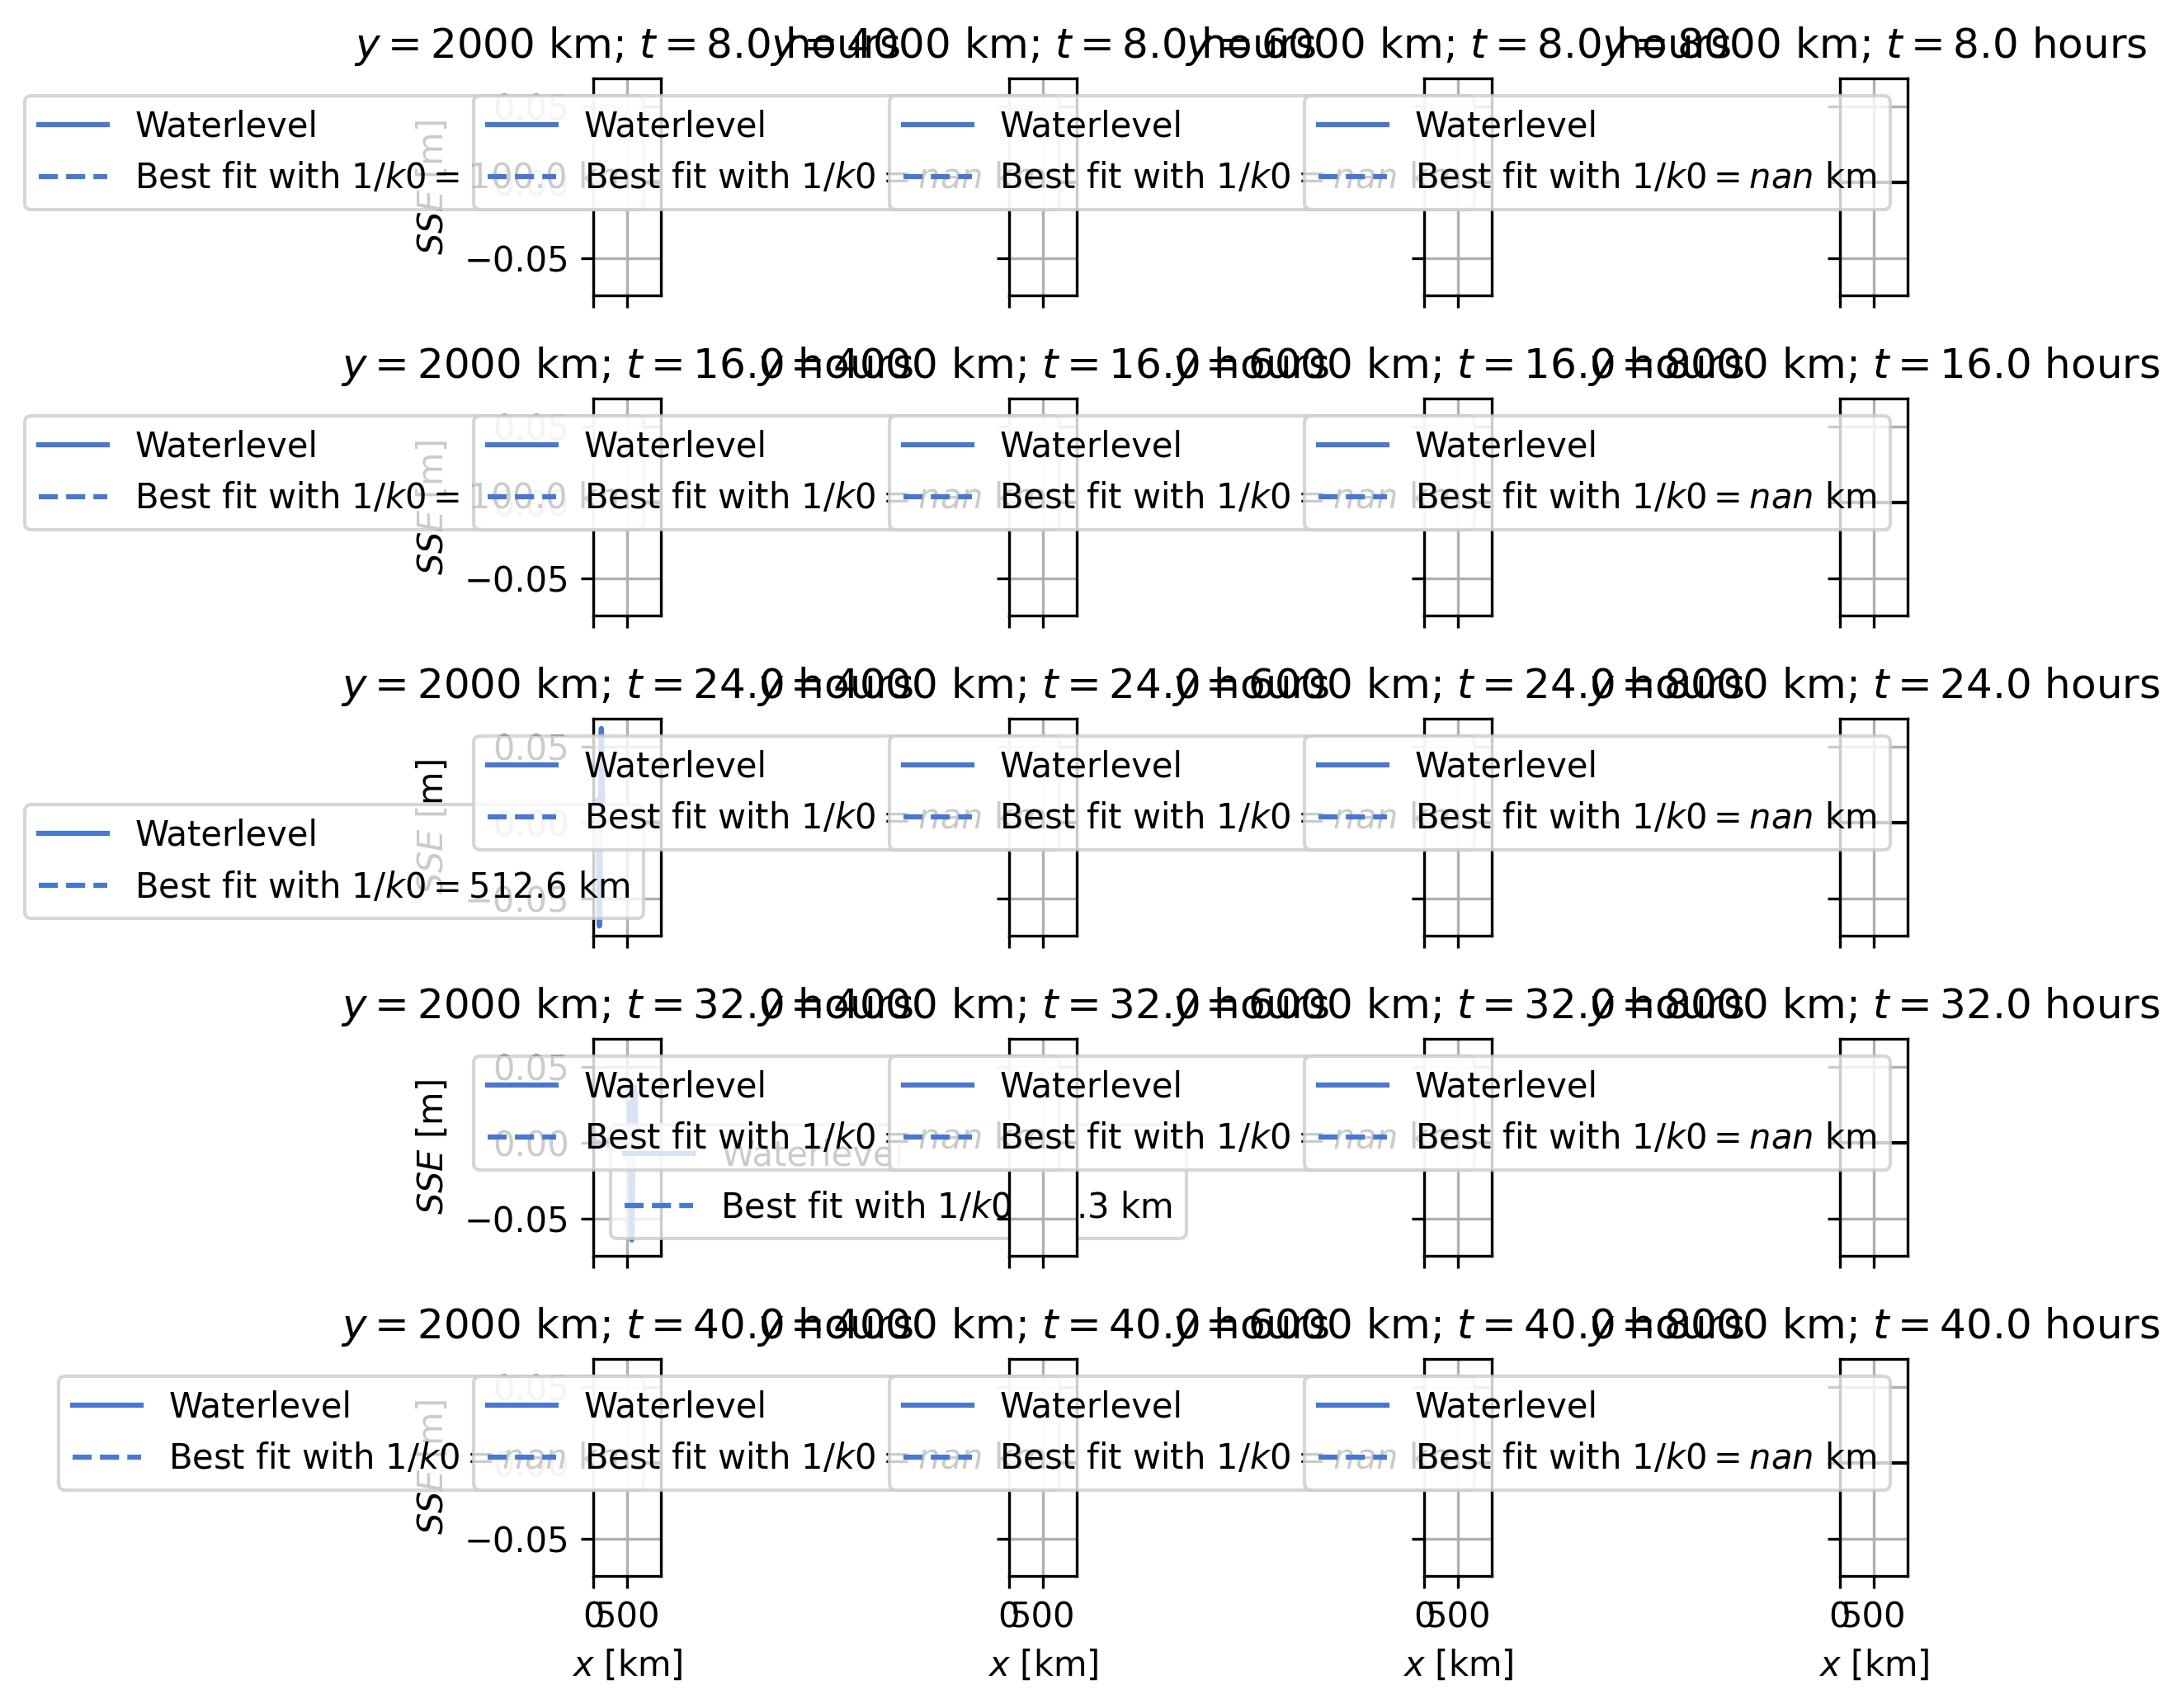 y = 2000 km; t = 8.0 hours y = 4000 km; t = 8.0 hours y = 6000 km; t = 8.0 hours y = 8000 km; t = 8.0 hours
0.05
Waterlevel Waterlevel Waterlevel Waterlevel
Best fit with 1/k0 = 100.0 km Best fit with 1/k0 = nan km Best fit with 1/k0 = nan km Best fit with 1/k0 = nan km
0.00
SSE [m]
−0.05
y = 2000 km; t = 16.0 hours y = 4000 km; t = 16.0 hours y = 6000 km; t = 16.0 hours y = 8000 km; t = 16.0 hours
0.05
Waterlevel Waterlevel Waterlevel Waterlevel
Best fit with 1/k0 = 100.0 km Best fit with 1/k0 = nan km Best fit with 1/k0 = nan km Best fit with 1/k0 = nan km
0.00
SSE [m]
−0.05
y = 2000 km; t = 24.0 hours y = 4000 km; t = 24.0 hours y = 6000 km; t = 24.0 hours y = 8000 km; t = 24.0 hours
0.05
Waterlevel Waterlevel Waterlevel
Best fit with 1/k0 = nan km Best fit with 1/k0 = nan km Best fit with 1/k0 = nan km
0.00
SSE [m]
Waterlevel
Best fit with 1/k0 = 512.6 km
−0.05
y = 2000 km; t = 32.0 hours y = 4000 km; t = 32.0 hours y = 6000 km; t = 32.0 hours y = 8000 km; t = 32.0 hours
0.05
Waterlevel Waterlevel Waterlevel
Best fit with 1/k0 = nan km Best fit with 1/k0 = nan km Best fit with 1/k0 = nan km
0.00
SSE [m]
Waterlevel
Best fit with 1/k0 .3 km
−0.05
y = 2000 km; t = 40.0 hours y = 4000 km; t = 40.0 hours y = 6000 km; t = 40.0 hours y = 8000 km; t = 40.0 hours
0.05
Waterlevel Waterlevel Waterlevel Waterlevel
Best fit with 1/k0 = nan km Best fit with 1/k0 = nan km Best fit with 1/k0 = nan km Best fit with 1/k0 = nan km
0.00
SSE [m]
−0.05
0 500 0 500 0 500 0 500
x [km] x [km] x [km] x [km]